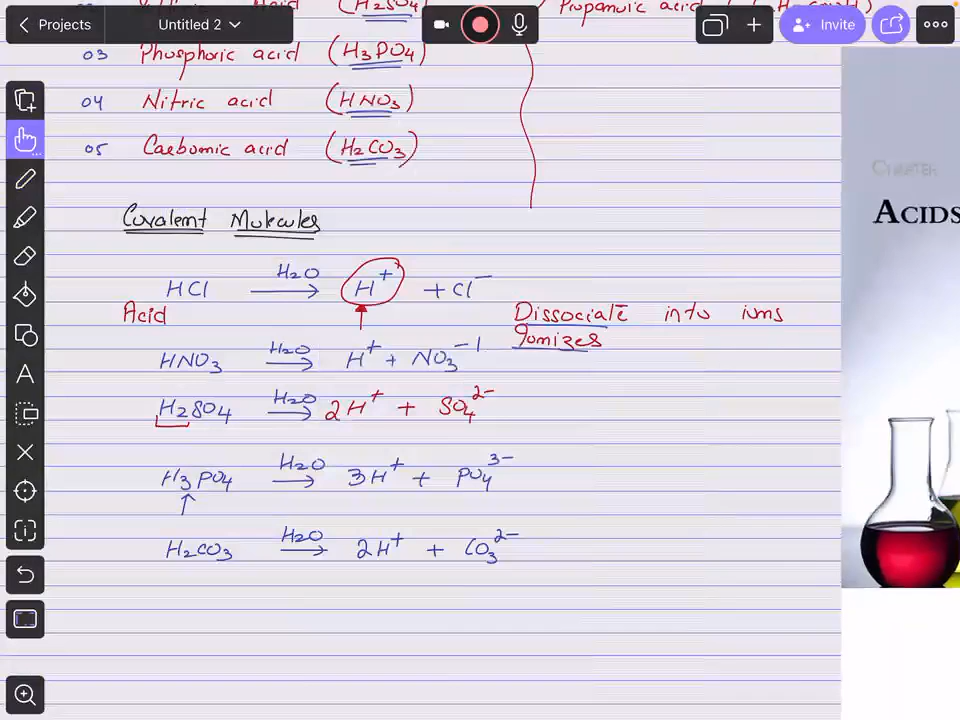 Projects Untitled 2 Invite
03 Phosphoric acid (H₃PO₄)
04 Nitric acid (HNO₃)
05 Carbonic acid (H₂CO₃)
CHAPTER
ACIDS
Covalent Molecules
HCl H₂O → H⁺ + Cl⁻
Acid
Dissociate into ions
Ionizes
HNO₃ H₂O → H⁺ + NO₃⁻¹
H₂SO₄ H₂O → 2H⁺ + SO₄²⁻
H₃PO₄ H₂O → 3H⁺ + PO₄³⁻
H₂CO₃ H₂O → 2H⁺ + CO₃²⁻